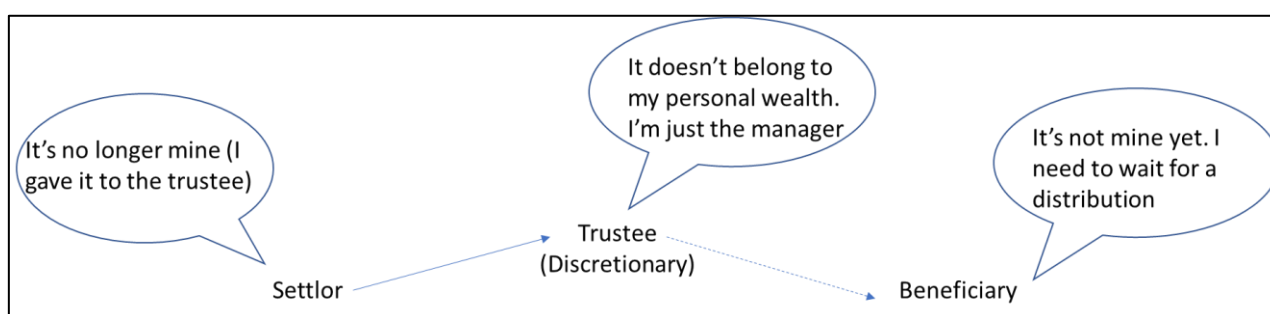 It’s no longer mine (I
gave it to the trustee)
Settlor
It doesn’t belong to
my personal wealth.
I’m just the manager
Trustee
(Discretionary)
It’s not mine yet. I
need to wait for a
distribution
Beneficiary